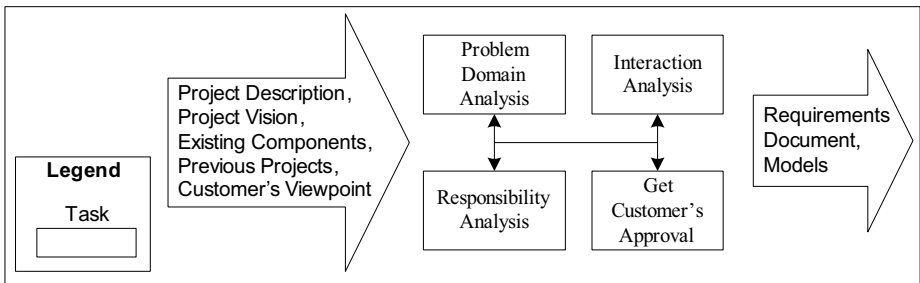 Project Description,
Project Vision,
Existing Components,
Previous Projects,
Customer's Viewpoint
Legend
Task
Problem
Domain
Analysis
Interaction
Analysis
Responsibility
Analysis
Get
Customer's
Approval
Requirements
Document,
Models